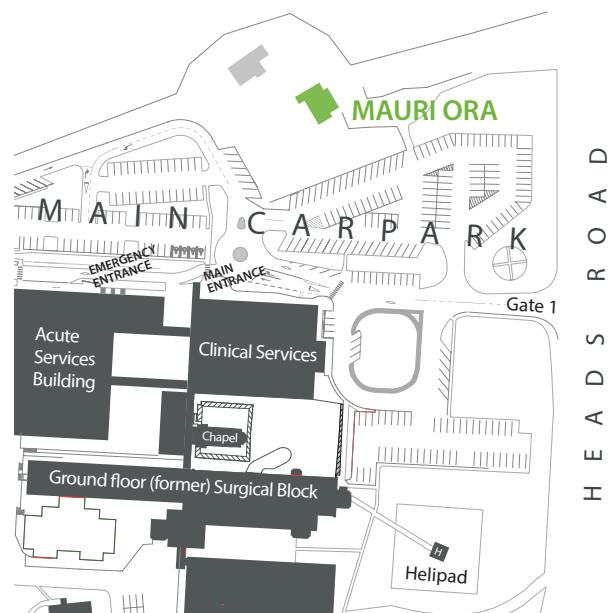 MAURI ORA
MAIN CARPARK
EMERGENCY
ENTRANCE
MAIN
ENTRANCE
Gate 1
HEADS ROAD
Acute
Services
Building
Clinical Services
Chapel
Ground floor (former) Surgical Block
H
Helipad